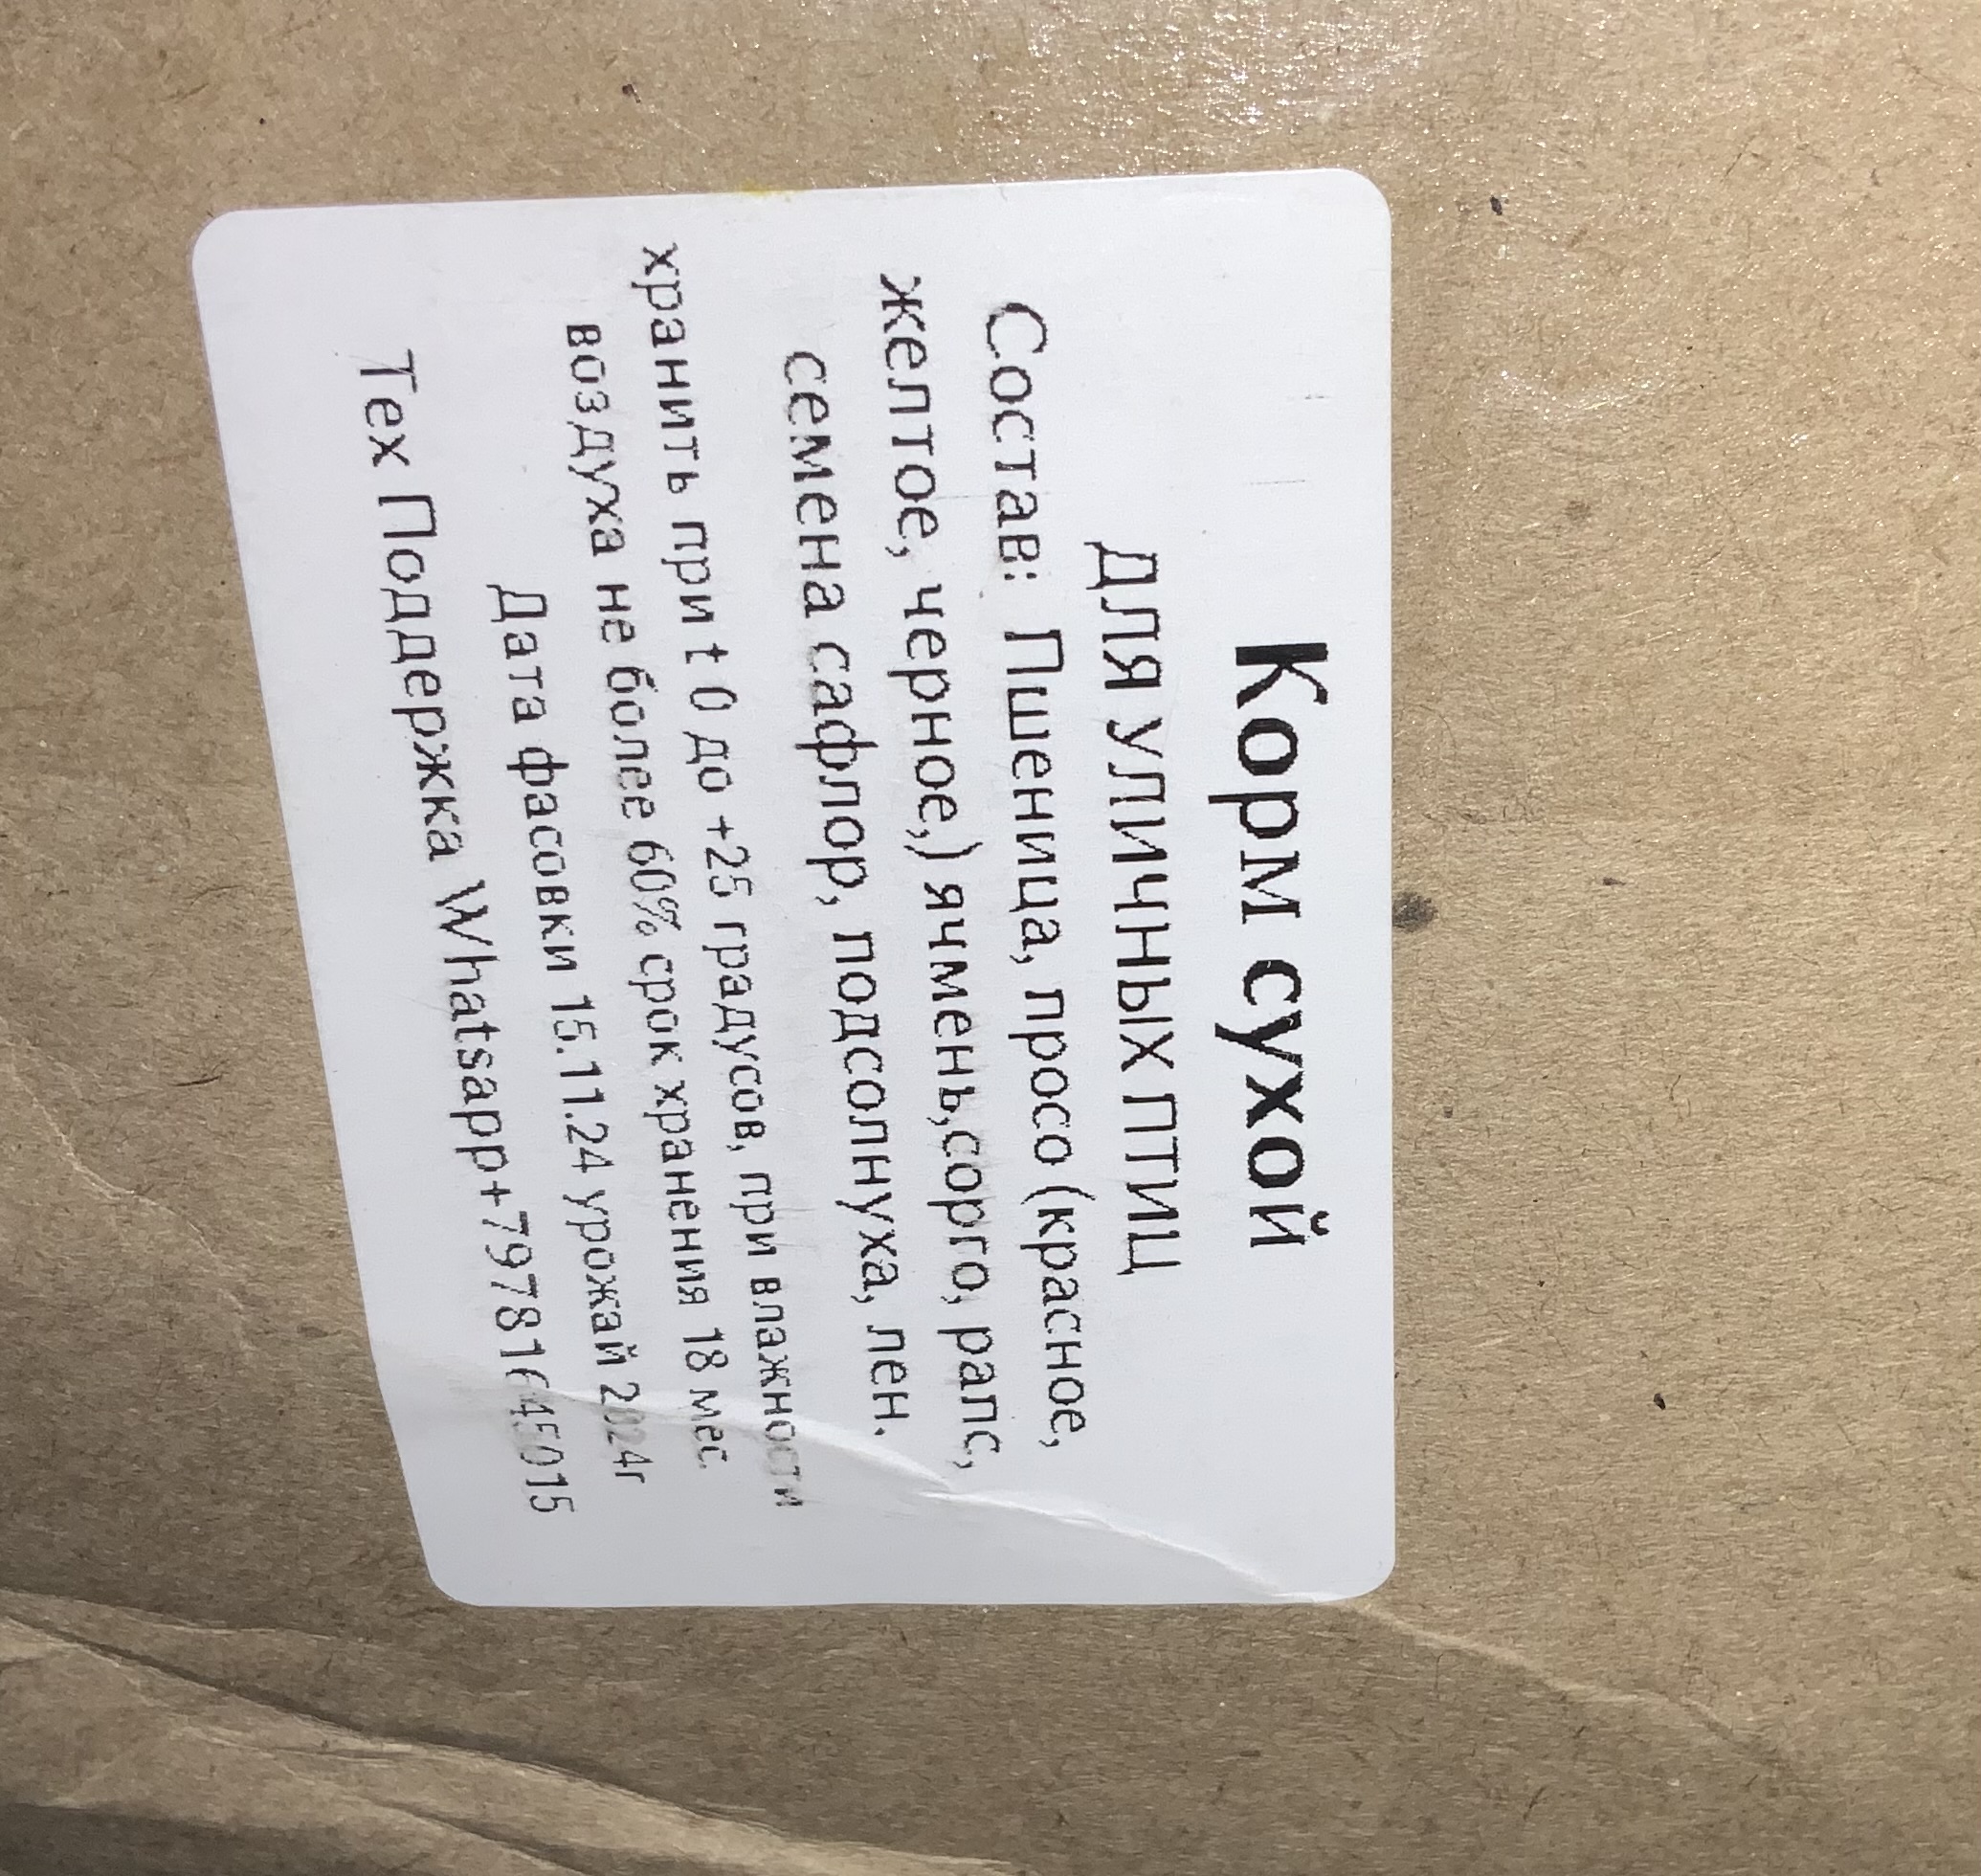 Корм сухой
для уличных птиц
Состав: Пшеница, просо (красное,
желтое, черное,) ячмень,сорго, рапс,
семена сафлор, подсолнуха, лен.
хранить при t 0 до +25 градусов, при влажности
воздуха не более 60% срок хранения 18 мес.
Дата фасовки 15.11.24 урожай 2024г
Тех Поддержка Whatsapp